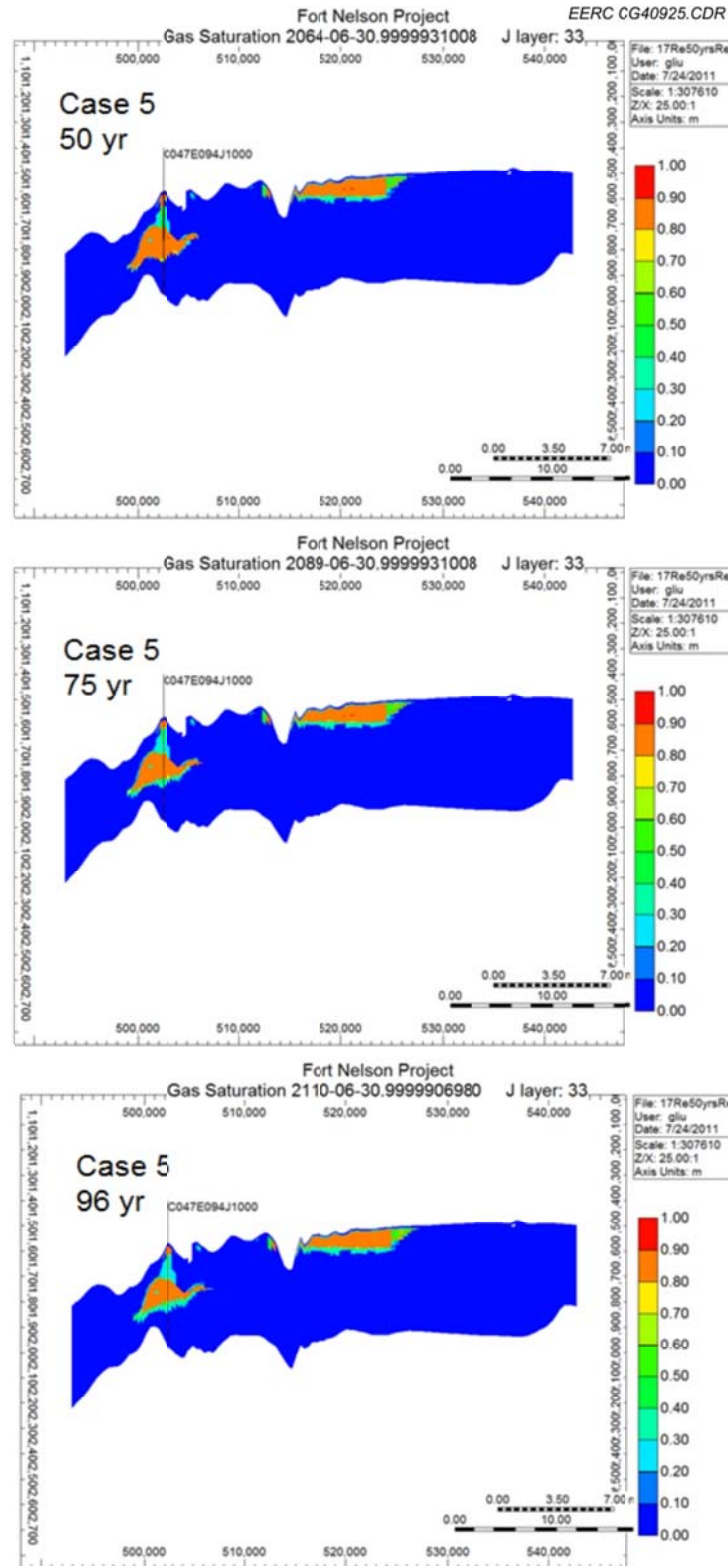 EERC CG40925.CDR
Fort Nelson Project
Gas Saturation 2064-06-30.9999931008 J layer: 33
500,000 510,000 520,000 530,000 540,000
File: 17Re50yrsRe
User: gliu
Date: 7/24/2011
Scale: 1:307610
Z/X: 25.00:1
Axis Units: m
Case 5
50 yr
C047E094J1000
1.00
0.90
0.80
0.70
0.60
0.50
0.40
0.30
0.20
0.10
0.00
0.00 3.50 7.00
0.00 10.00
500,000 510,000 520,000 530,000 540,000
Fort Nelson Project
Gas Saturation 2089-06-30.9999931008 J layer: 33
500,000 510,000 520,000 530,000 540,000
File: 17Re50yrsRe
User: gliu
Date: 7/24/2011
Scale: 1:307610
Z/X: 25.00:1
Axis Units: m
Case 5
75 yr
C047E094J1000
1.00
0.90
0.80
0.70
0.60
0.50
0.40
0.30
0.20
0.10
0.00
0.00 3.50 7.00
0.00 10.00
500,000 510,000 520,000 530,000 540,000
Fort Nelson Project
Gas Saturation 2110-06-30.9999906980 J layer: 33
500,000 510,000 520,000 530,000 540,000
File: 17Re50yrsRe
User: gliu
Date: 7/24/2011
Scale: 1:307610
Z/X: 25.00:1
Axis Units: m
Case 5
96 yr
C047E094J1000
1.00
0.90
0.80
0.70
0.60
0.50
0.40
0.30
0.20
0.10
0.00
0.00 3.50 7.00
0.00 10.00
500,000 510,000 520,000 530,000 540,000